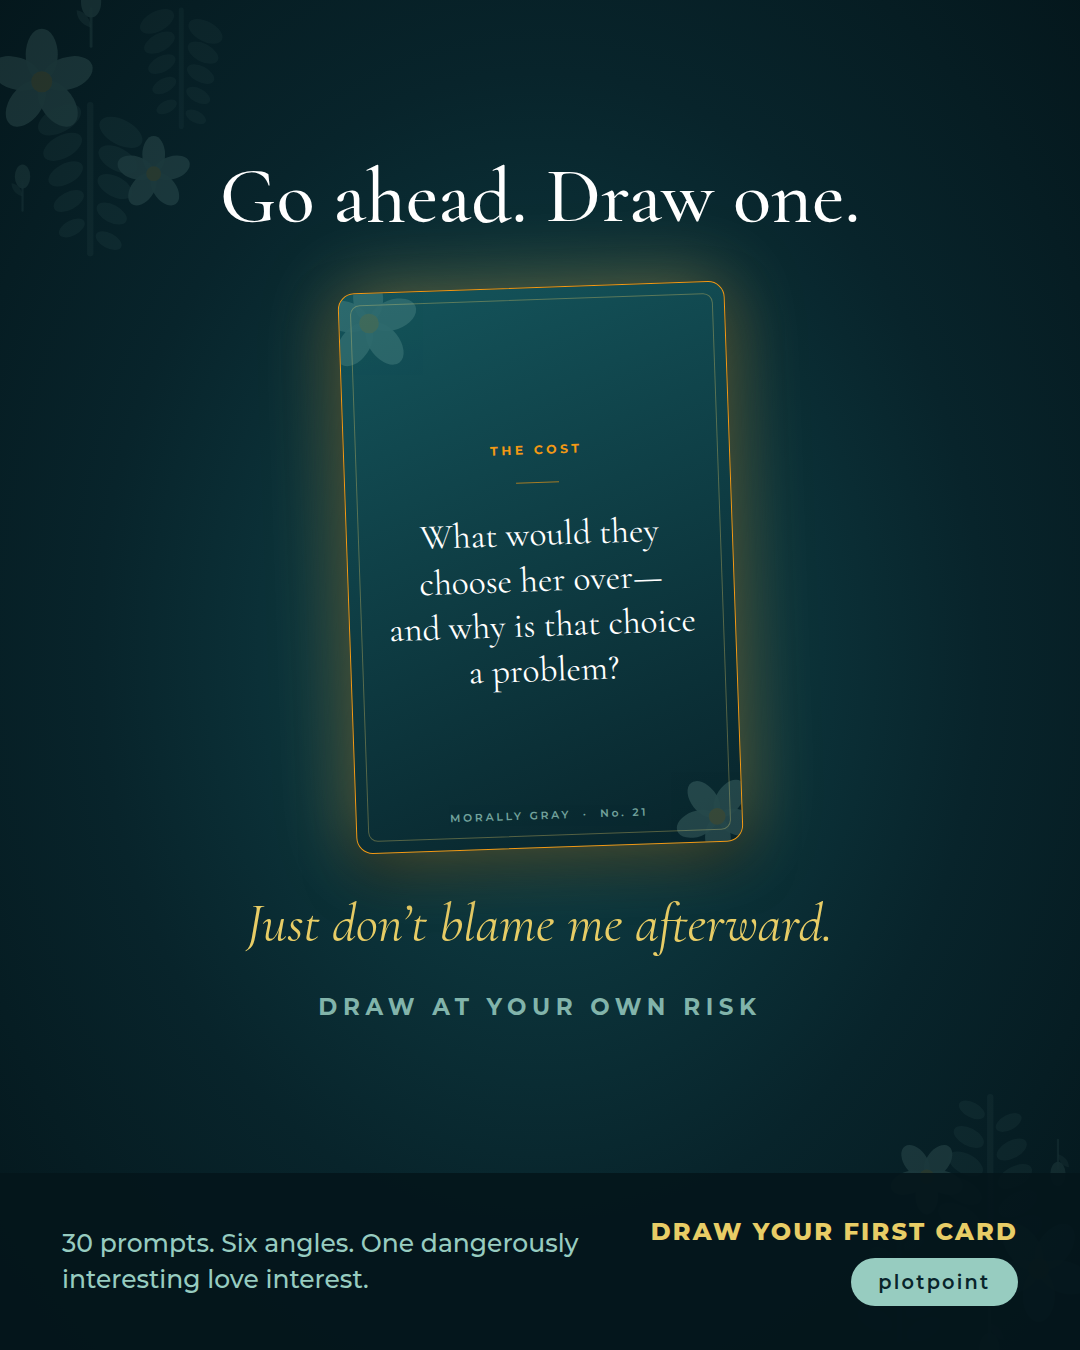 Go ahead. Draw one.
THE COST
What would they
choose her over—
and why is that choice
a problem?
MORALLY GRAY · No. 21
Just don’t blame me afterward.
DRAW AT YOUR OWN RISK
30 prompts. Six angles. One dangerously
interesting love interest.
DRAW YOUR FIRST CARD
plotpoint